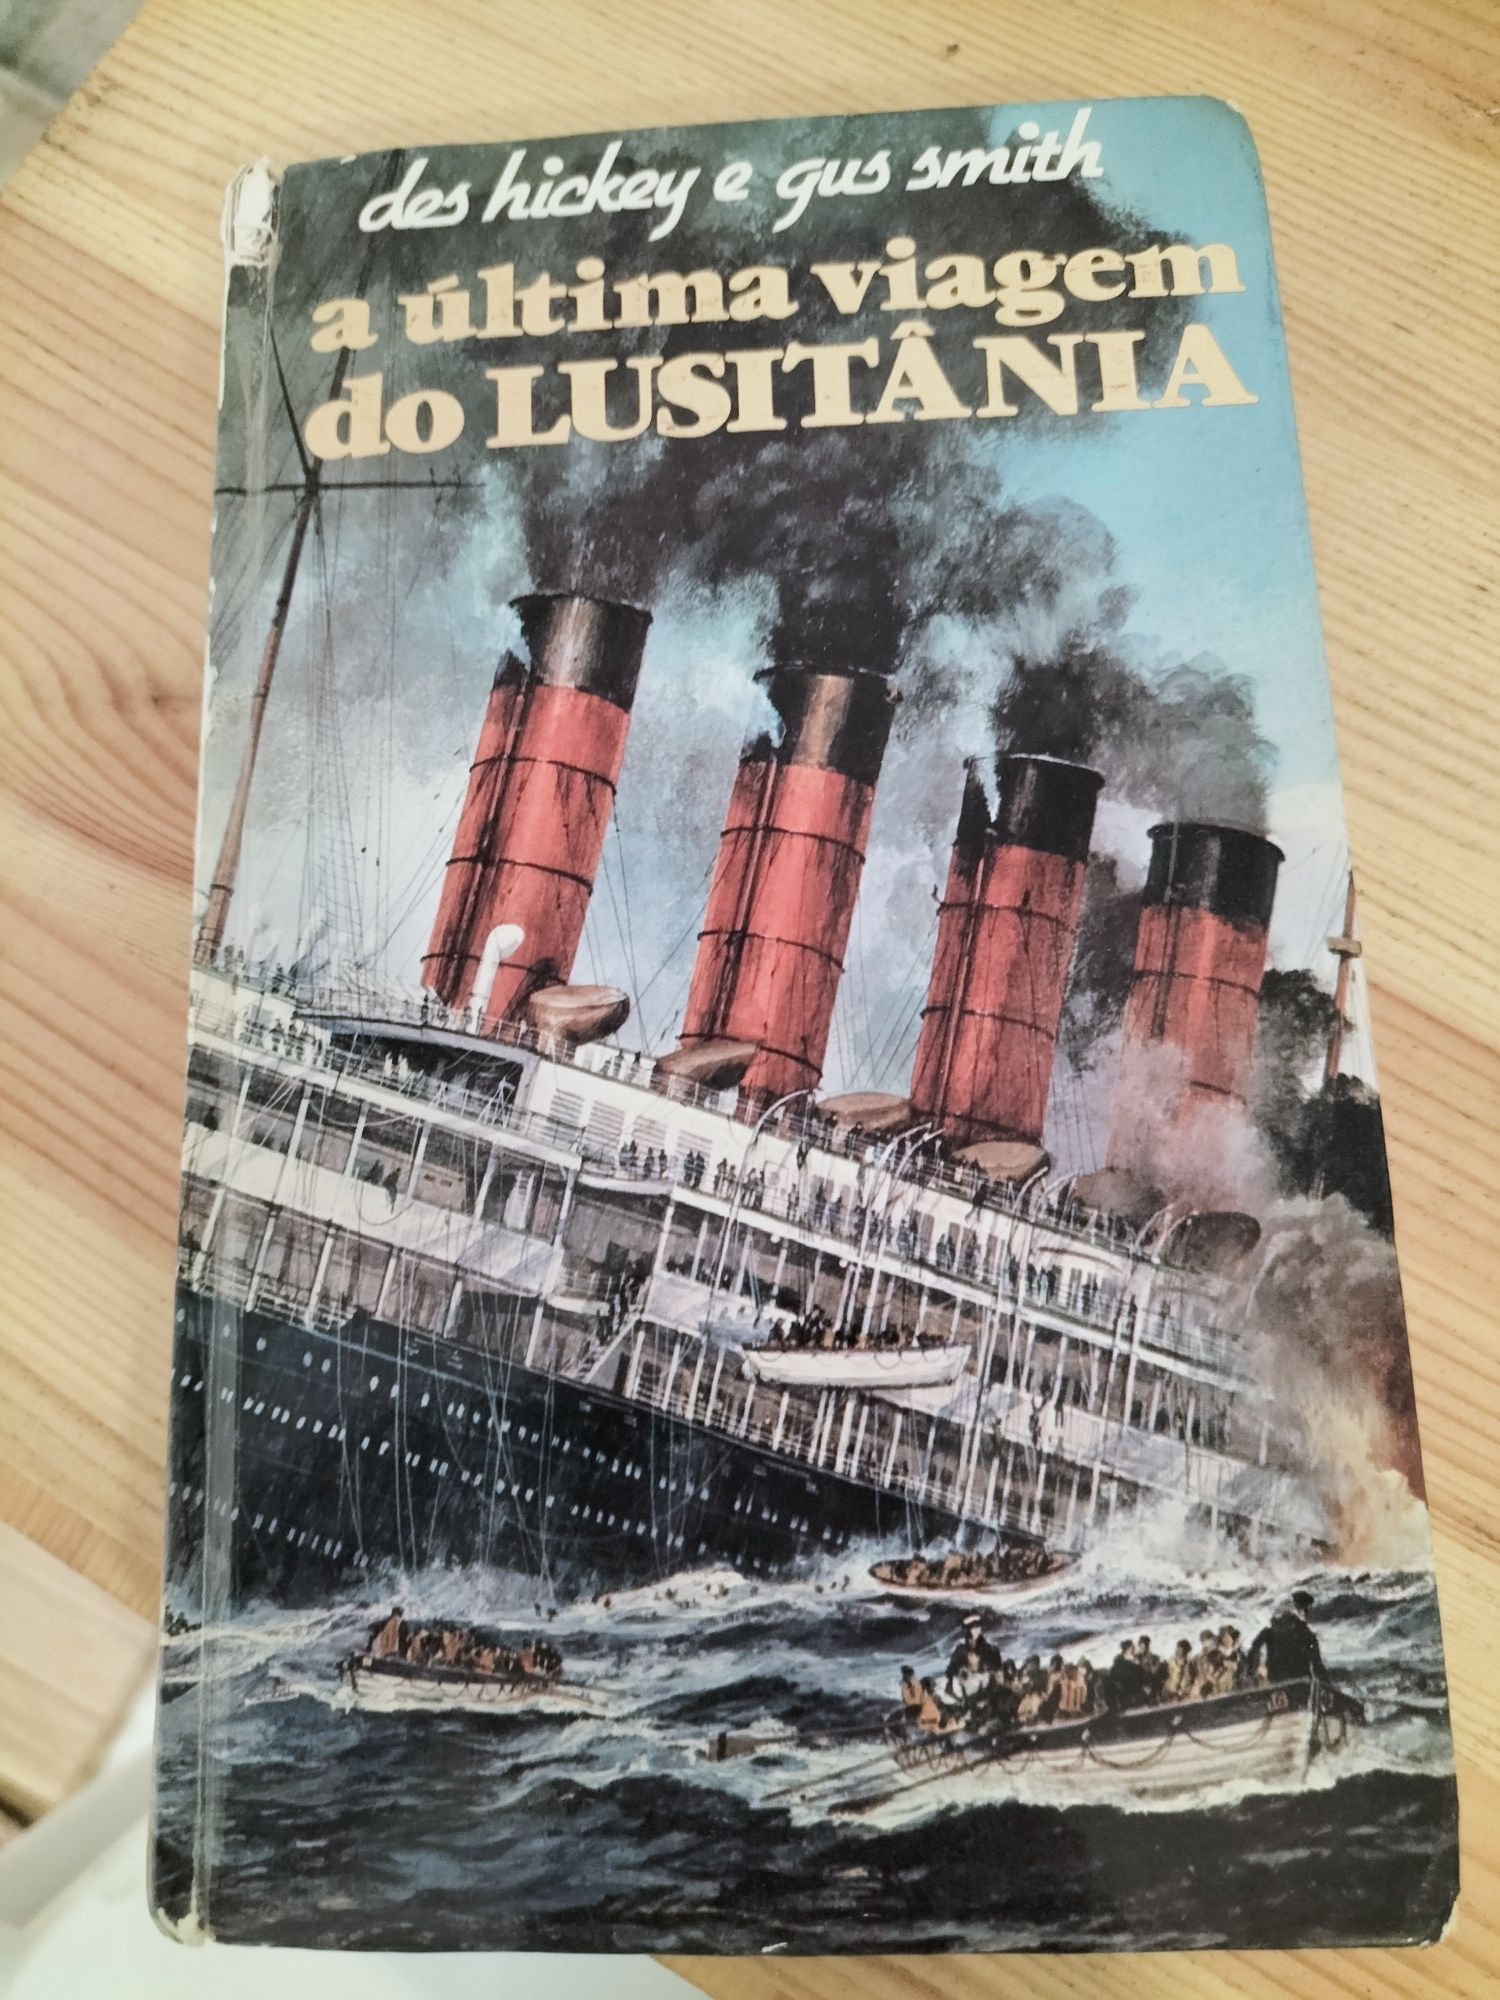 des hickey e gus smith
a última viagem
do LUSITÂNIA